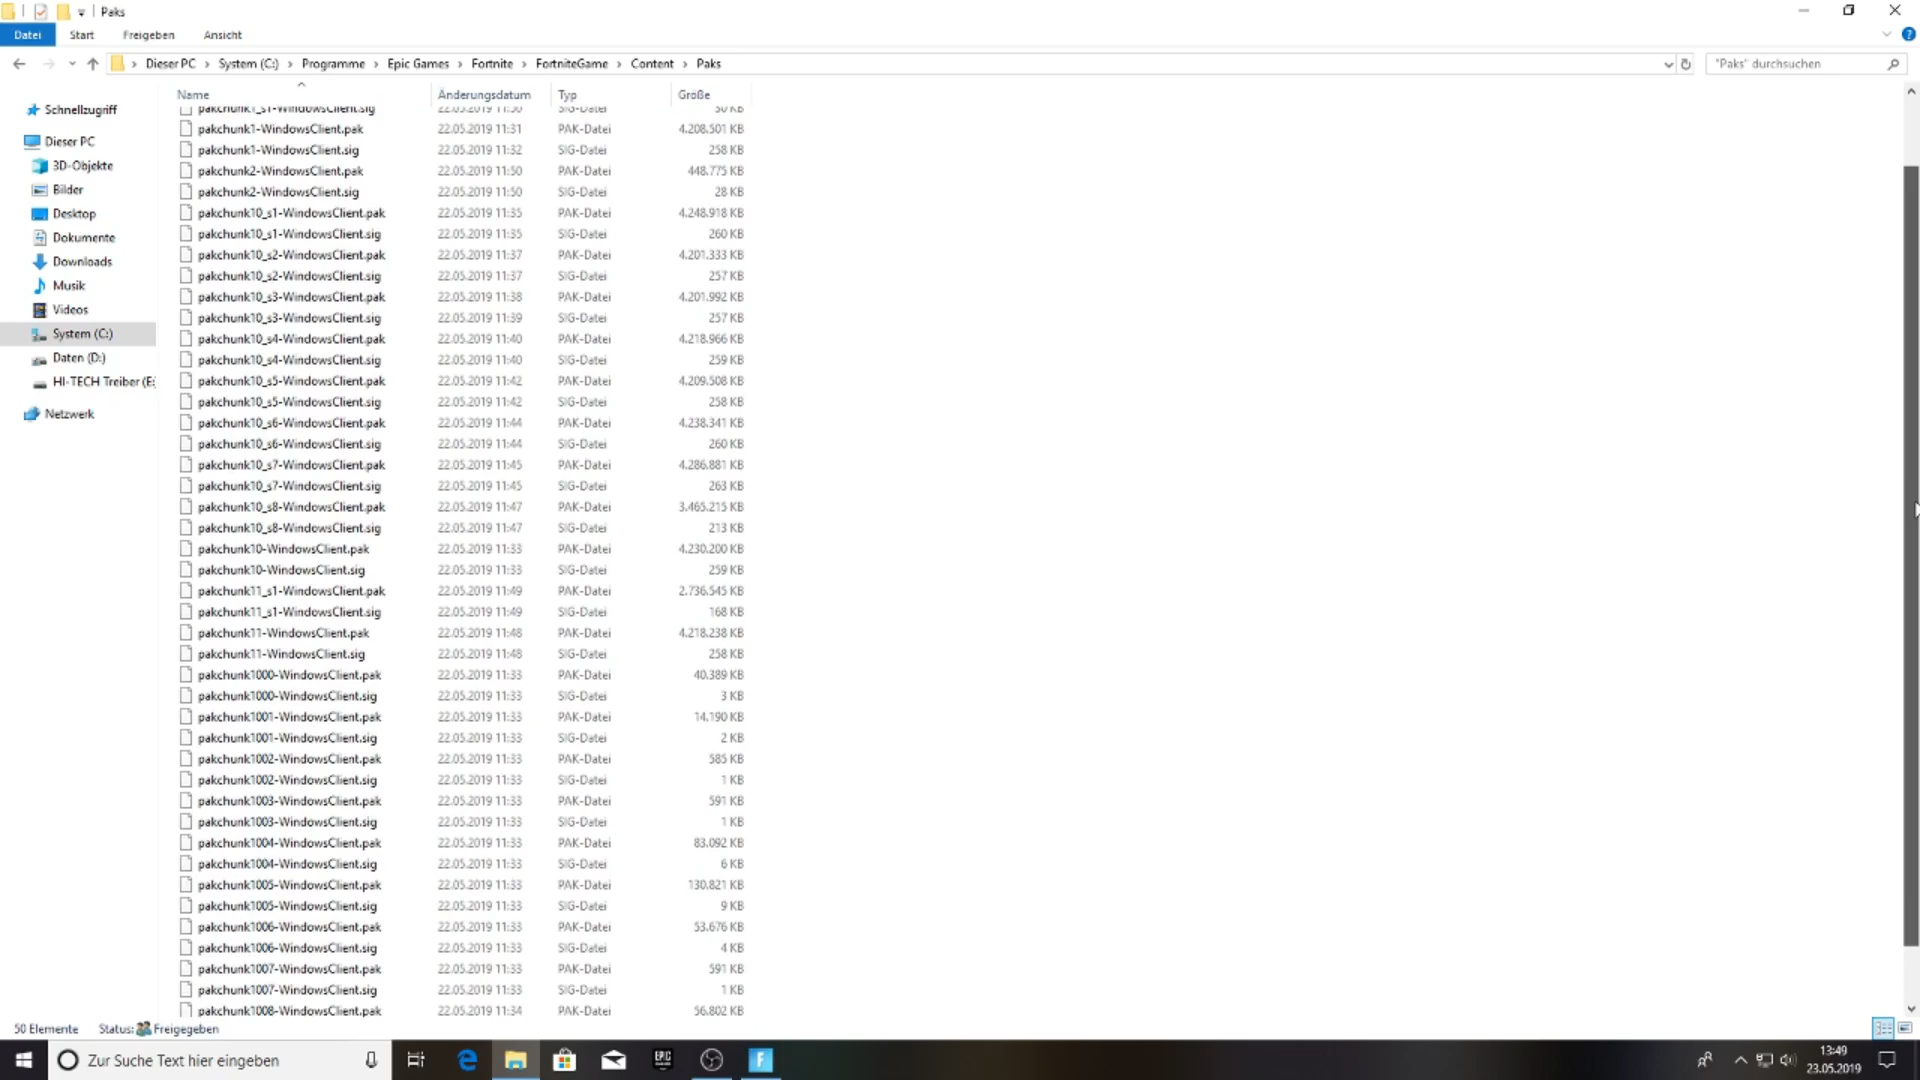 Paks
Datei Start Freigeben Ansicht
Dieser PC System (C:) Programme Epic Games Fortnite FortniteGame Content Paks "Paks" durchsuchen
Name Änderungsdatum Typ Größe
Schnellzugriff
Dieser PC
3D-Objekte
Bilder
Desktop
Dokumente
Downloads
Musik
Videos
System (C:)
Daten (D:)
HI-TECH Treiber (E:
Netzwerk
pakchunk1_s1-WindowsClient.sig 22.05.2019 11:50 SIG-Datei 50 KB
pakchunk1-WindowsClient.pak 22.05.2019 11:31 PAK-Datei 4.208.501 KB
pakchunk1-WindowsClient.sig 22.05.2019 11:32 SIG-Datei 258 KB
pakchunk2-WindowsClient.pak 22.05.2019 11:50 PAK-Datei 448.775 KB
pakchunk2-WindowsClient.sig 22.05.2019 11:50 SIG-Datei 28 KB
pakchunk10_s1-WindowsClient.pak 22.05.2019 11:35 PAK-Datei 4.248.918 KB
pakchunk10_s1-WindowsClient.sig 22.05.2019 11:35 SIG-Datei 260 KB
pakchunk10_s2-WindowsClient.pak 22.05.2019 11:37 PAK-Datei 4.201.333 KB
pakchunk10_s2-WindowsClient.sig 22.05.2019 11:37 SIG-Datei 257 KB
pakchunk10_s3-WindowsClient.pak 22.05.2019 11:38 PAK-Datei 4.201.992 KB
pakchunk10_s3-WindowsClient.sig 22.05.2019 11:39 SIG-Datei 257 KB
pakchunk10_s4-WindowsClient.pak 22.05.2019 11:40 PAK-Datei 4.218.966 KB
pakchunk10_s4-WindowsClient.sig 22.05.2019 11:40 SIG-Datei 259 KB
pakchunk10_s5-WindowsClient.pak 22.05.2019 11:42 PAK-Datei 4.209.508 KB
pakchunk10_s5-WindowsClient.sig 22.05.2019 11:42 SIG-Datei 258 KB
pakchunk10_s6-WindowsClient.pak 22.05.2019 11:44 PAK-Datei 4.238.341 KB
pakchunk10_s6-WindowsClient.sig 22.05.2019 11:44 SIG-Datei 260 KB
pakchunk10_s7-WindowsClient.pak 22.05.2019 11:45 PAK-Datei 4.286.881 KB
pakchunk10_s7-WindowsClient.sig 22.05.2019 11:45 SIG-Datei 263 KB
pakchunk10_s8-WindowsClient.pak 22.05.2019 11:47 PAK-Datei 3.465.215 KB
pakchunk10_s8-WindowsClient.sig 22.05.2019 11:47 SIG-Datei 213 KB
pakchunk10-WindowsClient.pak 22.05.2019 11:33 PAK-Datei 4.230.200 KB
pakchunk10-WindowsClient.sig 22.05.2019 11:33 SIG-Datei 259 KB
pakchunk11_s1-WindowsClient.pak 22.05.2019 11:49 PAK-Datei 2.736.545 KB
pakchunk11_s1-WindowsClient.sig 22.05.2019 11:49 SIG-Datei 168 KB
pakchunk11-WindowsClient.pak 22.05.2019 11:48 PAK-Datei 4.218.238 KB
pakchunk11-WindowsClient.sig 22.05.2019 11:48 SIG-Datei 258 KB
pakchunk1000-WindowsClient.pak 22.05.2019 11:33 PAK-Datei 40.389 KB
pakchunk1000-WindowsClient.sig 22.05.2019 11:33 SIG-Datei 3 KB
pakchunk1001-WindowsClient.pak 22.05.2019 11:33 PAK-Datei 14.190 KB
pakchunk1001-WindowsClient.sig 22.05.2019 11:33 SIG-Datei 2 KB
pakchunk1002-WindowsClient.pak 22.05.2019 11:33 PAK-Datei 585 KB
pakchunk1002-WindowsClient.sig 22.05.2019 11:33 SIG-Datei 1 KB
pakchunk1003-WindowsClient.pak 22.05.2019 11:33 PAK-Datei 591 KB
pakchunk1003-WindowsClient.sig 22.05.2019 11:33 SIG-Datei 1 KB
pakchunk1004-WindowsClient.pak 22.05.2019 11:33 PAK-Datei 83.092 KB
pakchunk1004-WindowsClient.sig 22.05.2019 11:33 SIG-Datei 6 KB
pakchunk1005-WindowsClient.pak 22.05.2019 11:33 PAK-Datei 130.821 KB
pakchunk1005-WindowsClient.sig 22.05.2019 11:33 SIG-Datei 9 KB
pakchunk1006-WindowsClient.pak 22.05.2019 11:33 PAK-Datei 53.676 KB
pakchunk1006-WindowsClient.sig 22.05.2019 11:33 SIG-Datei 4 KB
pakchunk1007-WindowsClient.pak 22.05.2019 11:33 PAK-Datei 591 KB
pakchunk1007-WindowsClient.sig 22.05.2019 11:33 SIG-Datei 1 KB
pakchunk1008-WindowsClient.pak 22.05.2019 11:34 PAK-Datei 56.802 KB
50 Elemente Status: Freigegeben
Zur Suche Text hier eingeben
EPIC
F
13:49
23.05.2019